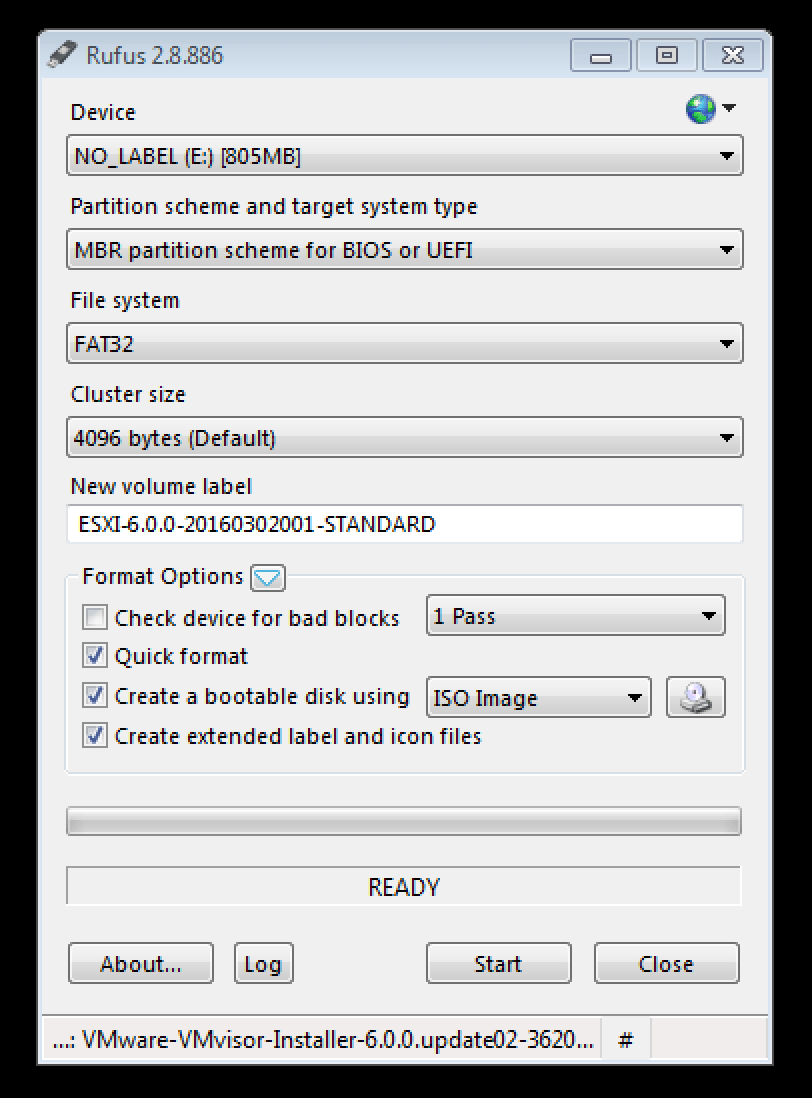 Rufus 2.8.886
Device
NO_LABEL (E:) [805MB]
Partition scheme and target system type
MBR partition scheme for BIOS or UEFI
File system
FAT32
Cluster size
4096 bytes (Default)
New volume label
ESXI-6.0.0-20160302001-STANDARD
Format Options
Check device for bad blocks 1 Pass
Quick format
Create a bootable disk using ISO Image
Create extended label and icon files
READY
About... Log Start Close
...: VMware-VMvisor-Installer-6.0.0.update02-3620... #